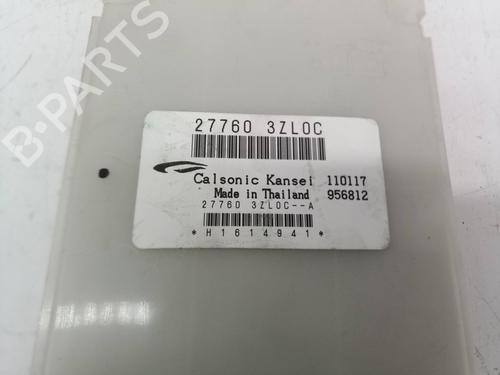 B-PARTS
27760 3ZL0C
Calsonic Kansei 110117
Made in Thailand 956812
27760 3ZL0C--A
*H1614941*